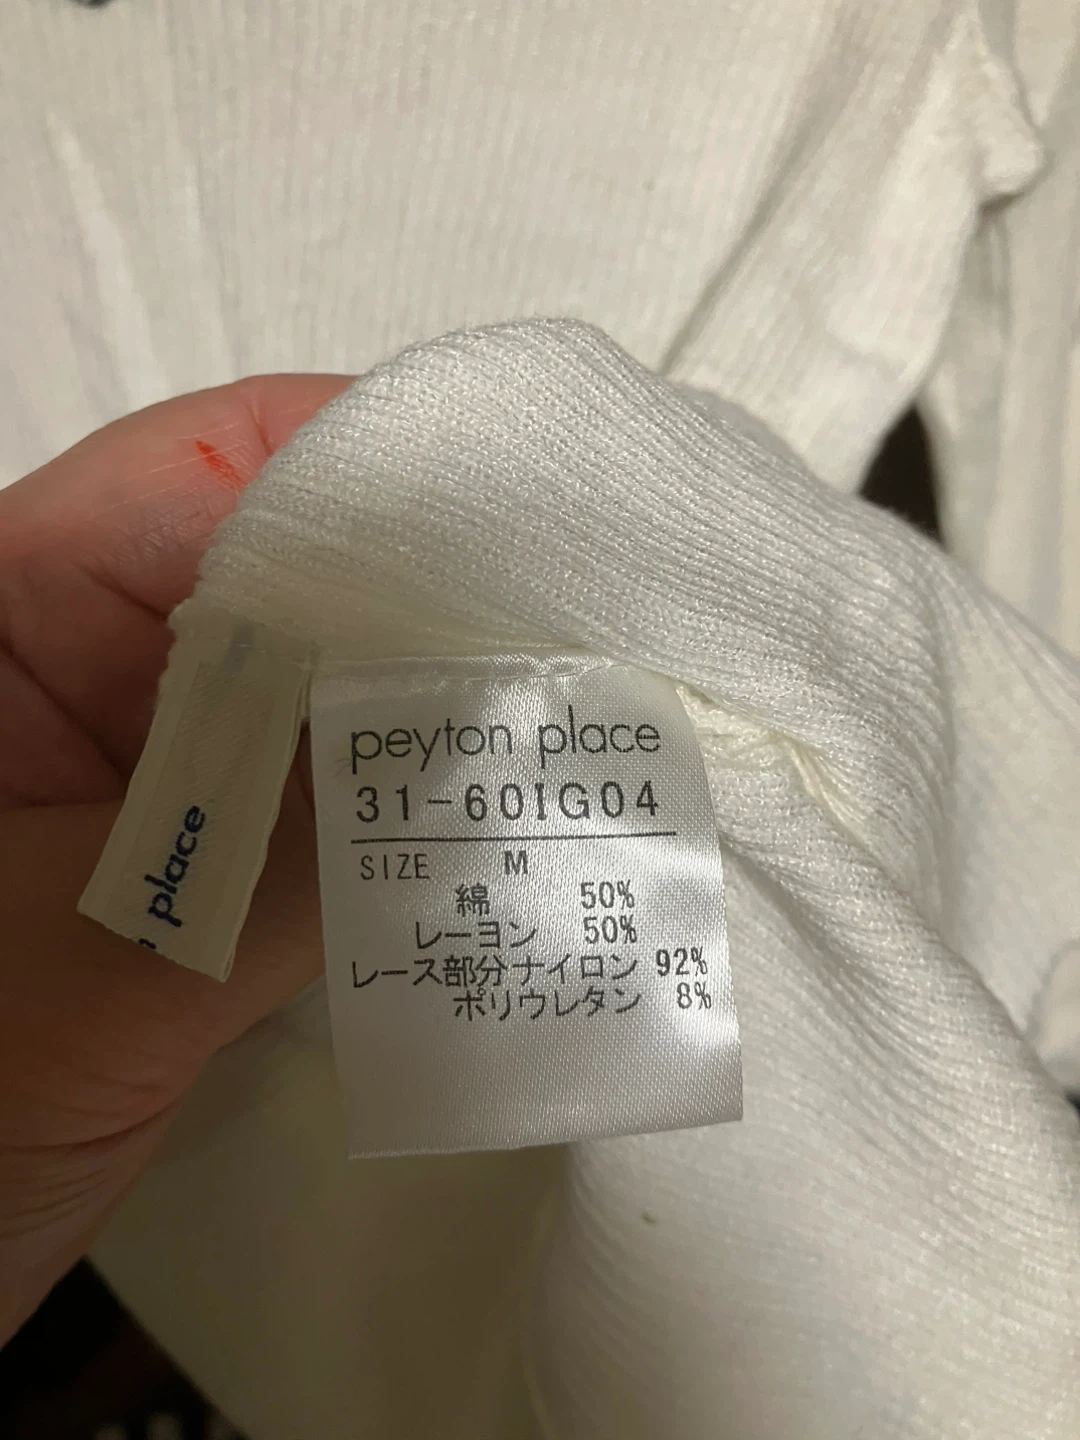 peyton place
31-60IG04
SIZE M
綿 50%
レーヨン 50%
レース部分ナイロン 92%
ポリウレタン 8%
place